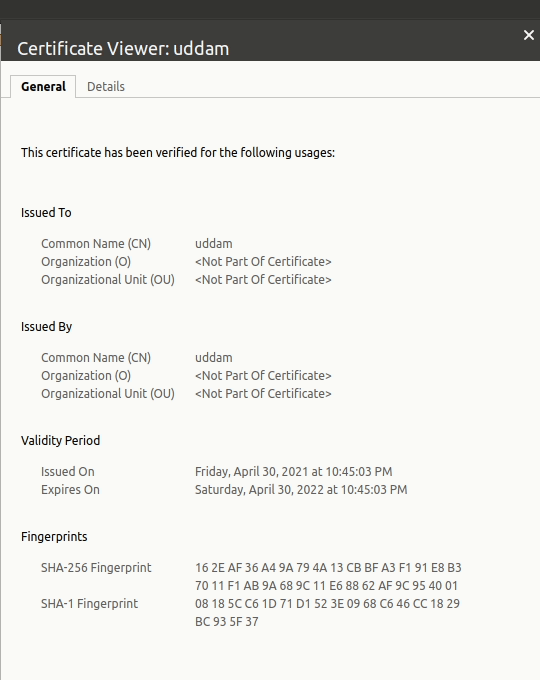 Certificate Viewer: uddam
General Details
This certificate has been verified for the following usages:
Issued To
Common Name (CN) uddam
Organization (O) <Not Part Of Certificate>
Organizational Unit (OU) <Not Part Of Certificate>
Issued By
Common Name (CN) uddam
Organization (O) <Not Part Of Certificate>
Organizational Unit (OU) <Not Part Of Certificate>
Validity Period
Issued On Friday, April 30, 2021 at 10:45:03 PM
Expires On Saturday, April 30, 2022 at 10:45:03 PM
Fingerprints
SHA-256 Fingerprint 16 2E AF 36 A4 9A 79 4A 13 CB BF A3 F1 91 E8 B3
70 11 F1 AB 9A 68 9C 11 E6 88 62 AF 9C 95 40 01
SHA-1 Fingerprint 08 18 5C C6 1D 71 D1 52 3E 09 68 C6 46 CC 18 29
BC 93 5F 37